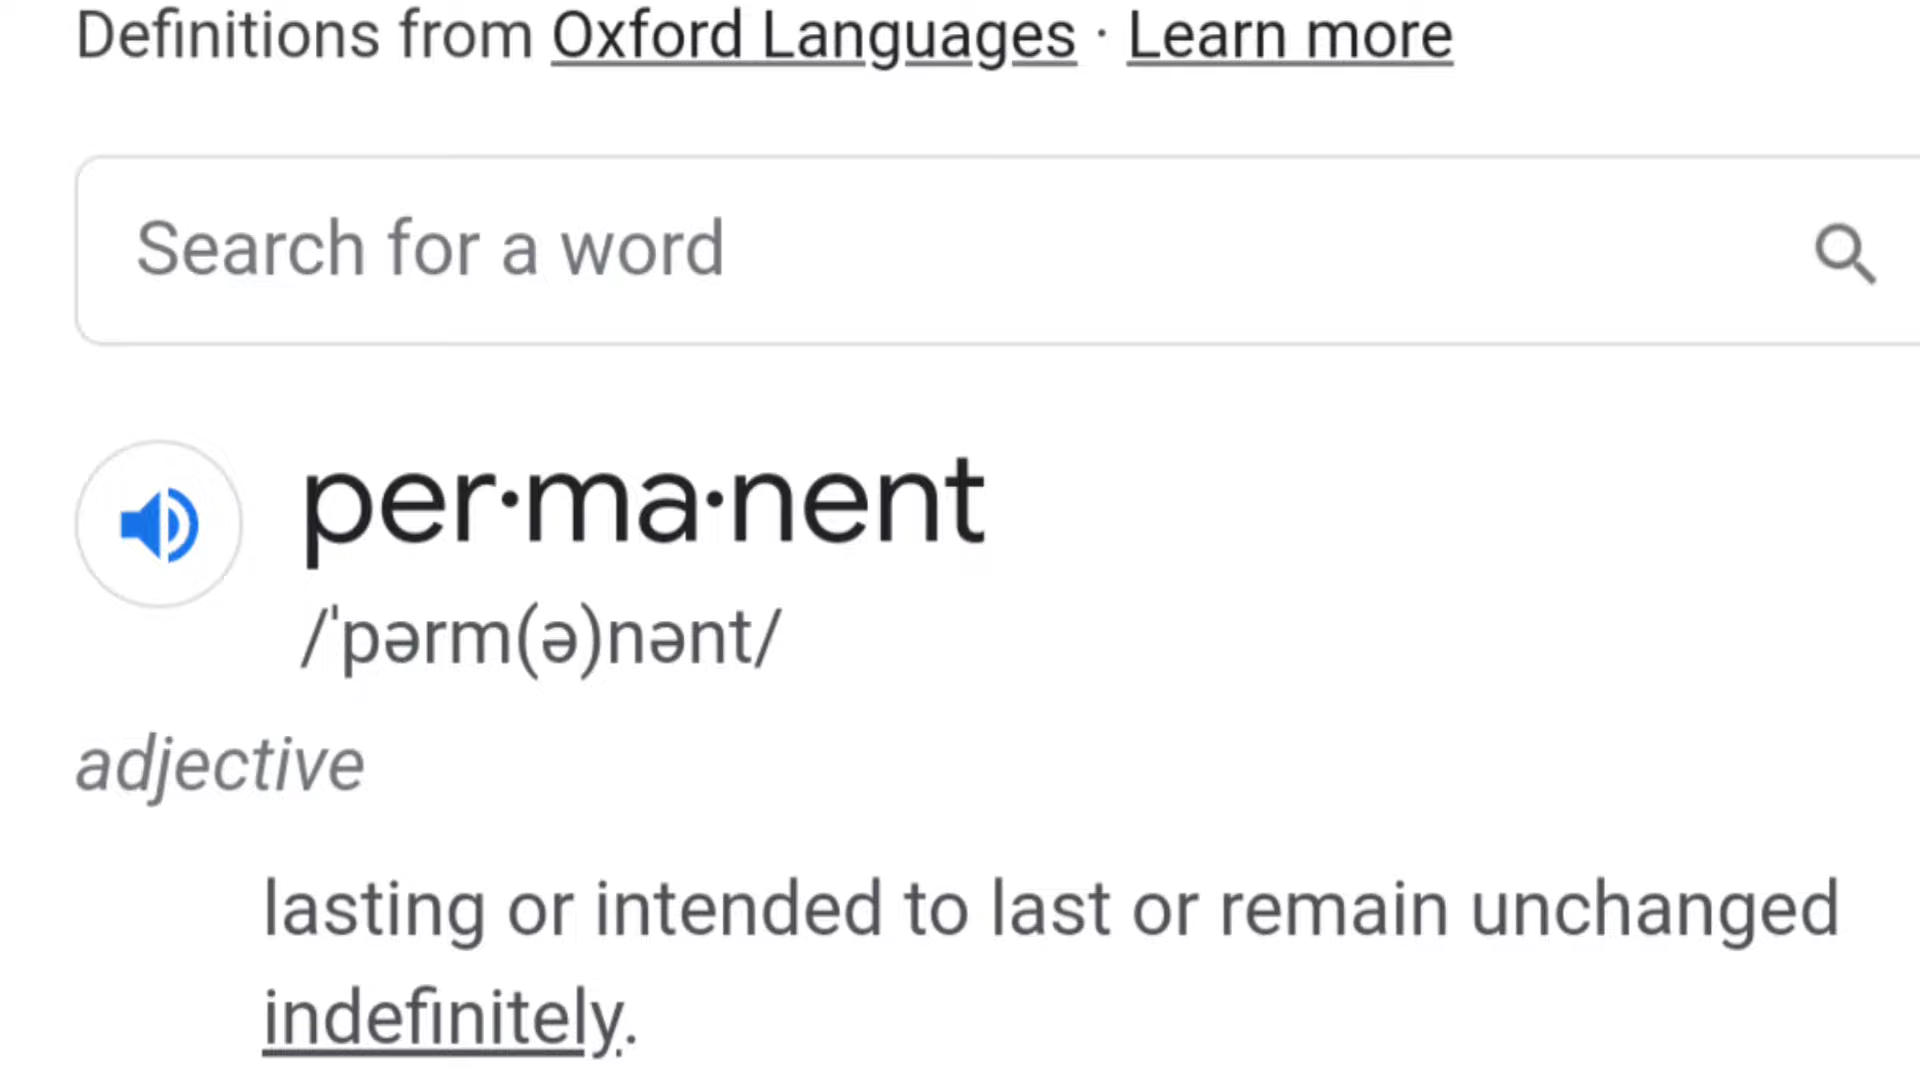 Definitions from Oxford Languages · Learn more
Search for a word
per·ma·nent
/ˈpərm(ə)nənt/
adjective
lasting or intended to last or remain unchanged
indefinitely.